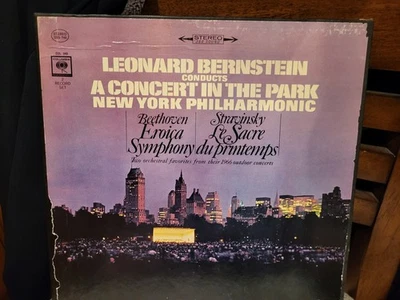 STEREO
LEONARD BERNSTEIN
CONDUCTS
A CONCERT IN THE PARK
NEW YORK PHILHARMONIC
Beethoven Stravinsky
Eroica Le Sacre
Symphony du printemps
Two orchestral favorites from their 1966 outdoor concerts